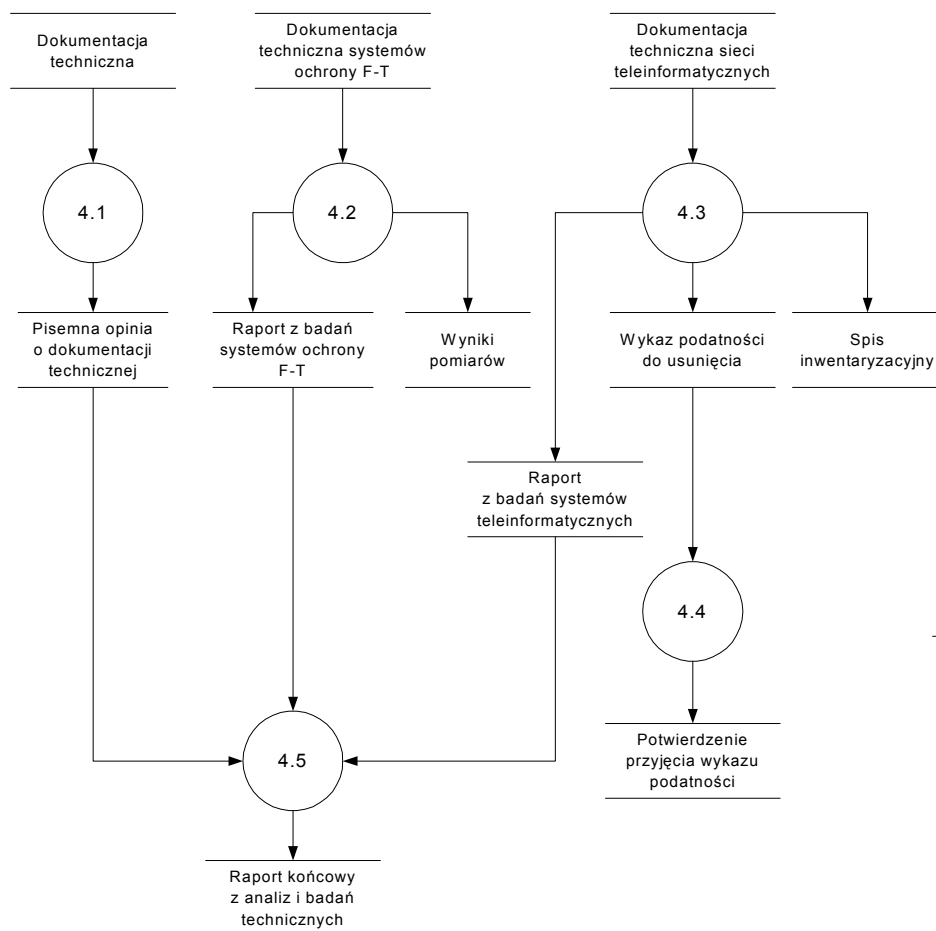 Dokumentacja
techniczna
Dokumentacja
techniczna systemów
ochrony F-T
Dokumentacja
techniczna sieci
teleinformatycznych
4.1
4.2
4.3
Pisemna opinia
o dokumentacji
technicznej
Raport z badań
systemów ochrony
F-T
Wyniki
pomiarów
Wykaz podatności
do usunięcia
Spis
inwentaryzacyjny
Raport
z badań systemów
teleinformatycznych
4.4
4.5
Potwierdzenie
przyjęcia wykazu
podatności
Raport końcowy
z analiz i badań
technicznych